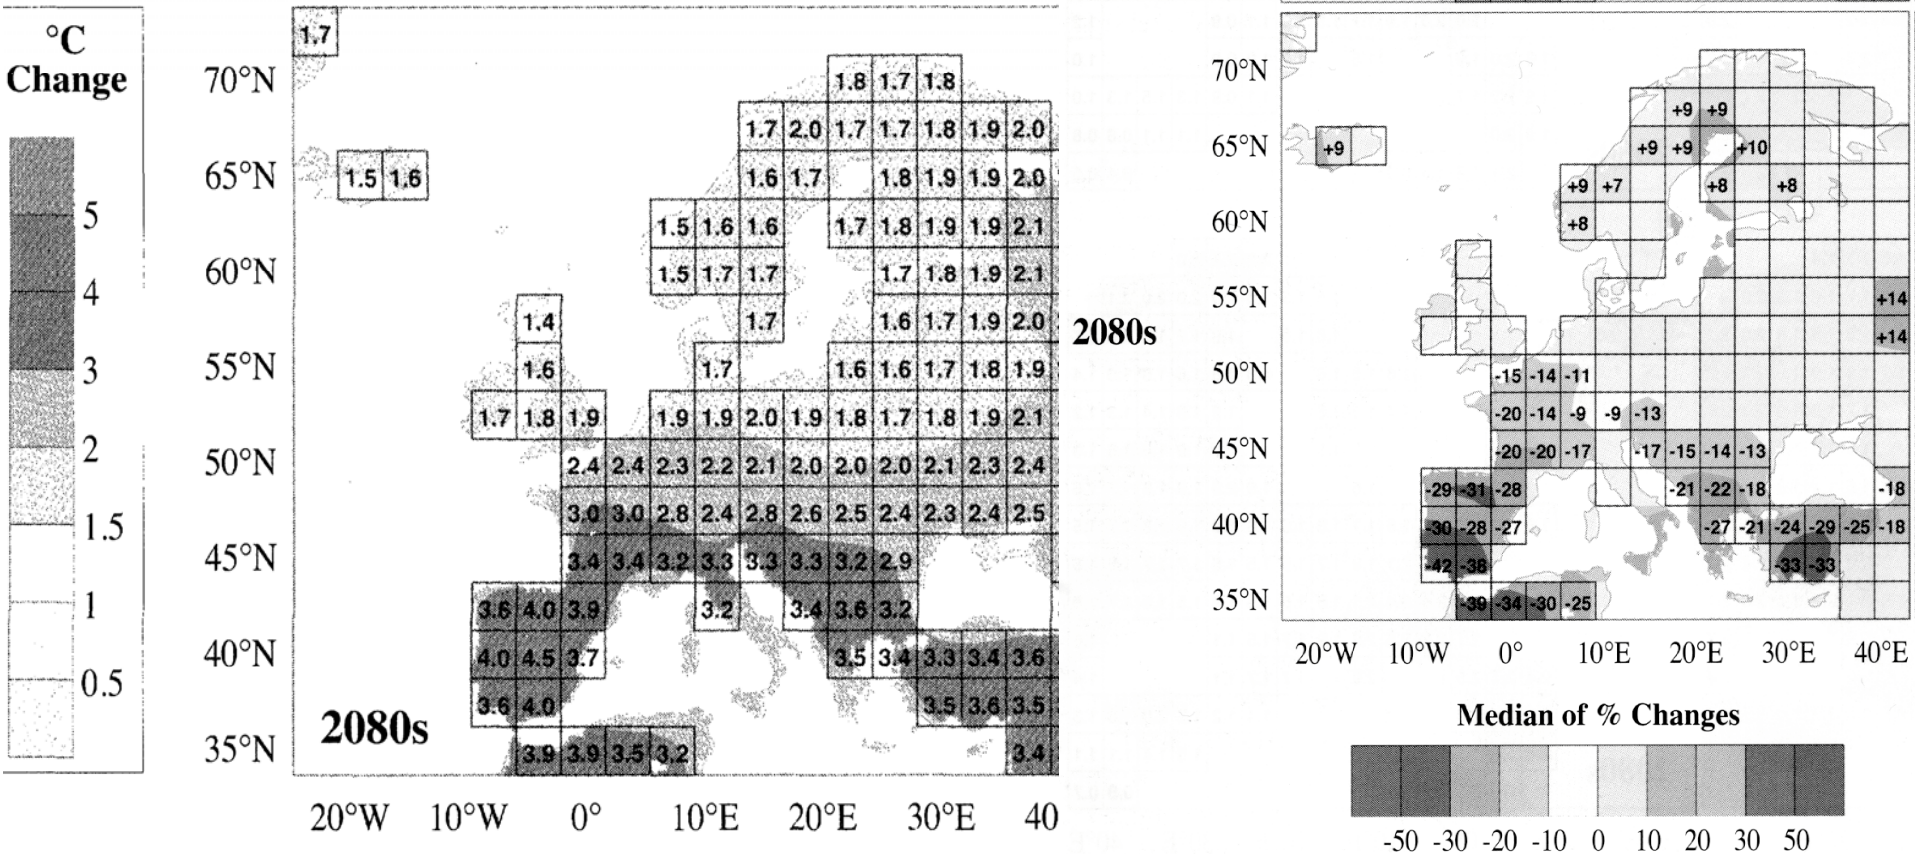 °C
Change
5
4
3
2
1.5
1
0.5
1.7
70°N 1.8 1.7 1.8
1.7 2.0 1.7 1.7 1.8 1.9 2.0
65°N 1.5 1.6 1.6 1.7 1.8 1.9 1.9 2.0
1.5 1.6 1.6 1.7 1.8 1.9 1.9 2.1
60°N 1.5 1.7 1.7 1.7 1.8 1.9 2.1
1.4 1.7 1.6 1.7 1.9 2.0
55°N 1.6 1.7 1.6 1.6 1.7 1.8 1.9
1.7 1.8 1.9 1.9 1.9 2.0 1.9 1.8 1.7 1.8 1.9 2.1
50°N 2.4 2.4 2.3 2.2 2.1 2.0 2.0 2.0 2.1 2.3 2.4
3.0 3.0 2.8 2.4 2.8 2.6 2.5 2.4 2.3 2.4 2.5
45°N 3.4 3.4 3.2 3.3 3.3 3.3 3.2 2.9
3.6 4.0 3.9 3.2 3.4 3.6 3.2
40°N 4.0 4.5 3.7 3.5 3.4 3.3 3.4 3.6
3.6 4.0 3.5 3.6 3.5
2080s
35°N 3.9 3.9 3.5 3.2 3.4
20°W 10°W 0° 10°E 20°E 30°E 40
2080s
70°N
+9 +9
65°N +9 +9 +9 +10
+9 +7 +8 +8
60°N +8
55°N +14
+14
50°N -15 -14 -11
-20 -14 -9 -9 -13
45°N -20 -20 -17 -17 -15 -14 -13
-29 -31 -28 -21 -22 -18 -18
40°N -30 -28 -27 -27 -21 -24 -29 -25 -18
-42 -38 -33 -33
35°N -39 -34 -30 -25
20°W 10°W 0° 10°E 20°E 30°E 40°E
Median of % Changes
-50 -30 -20 -10 0 10 20 30 50